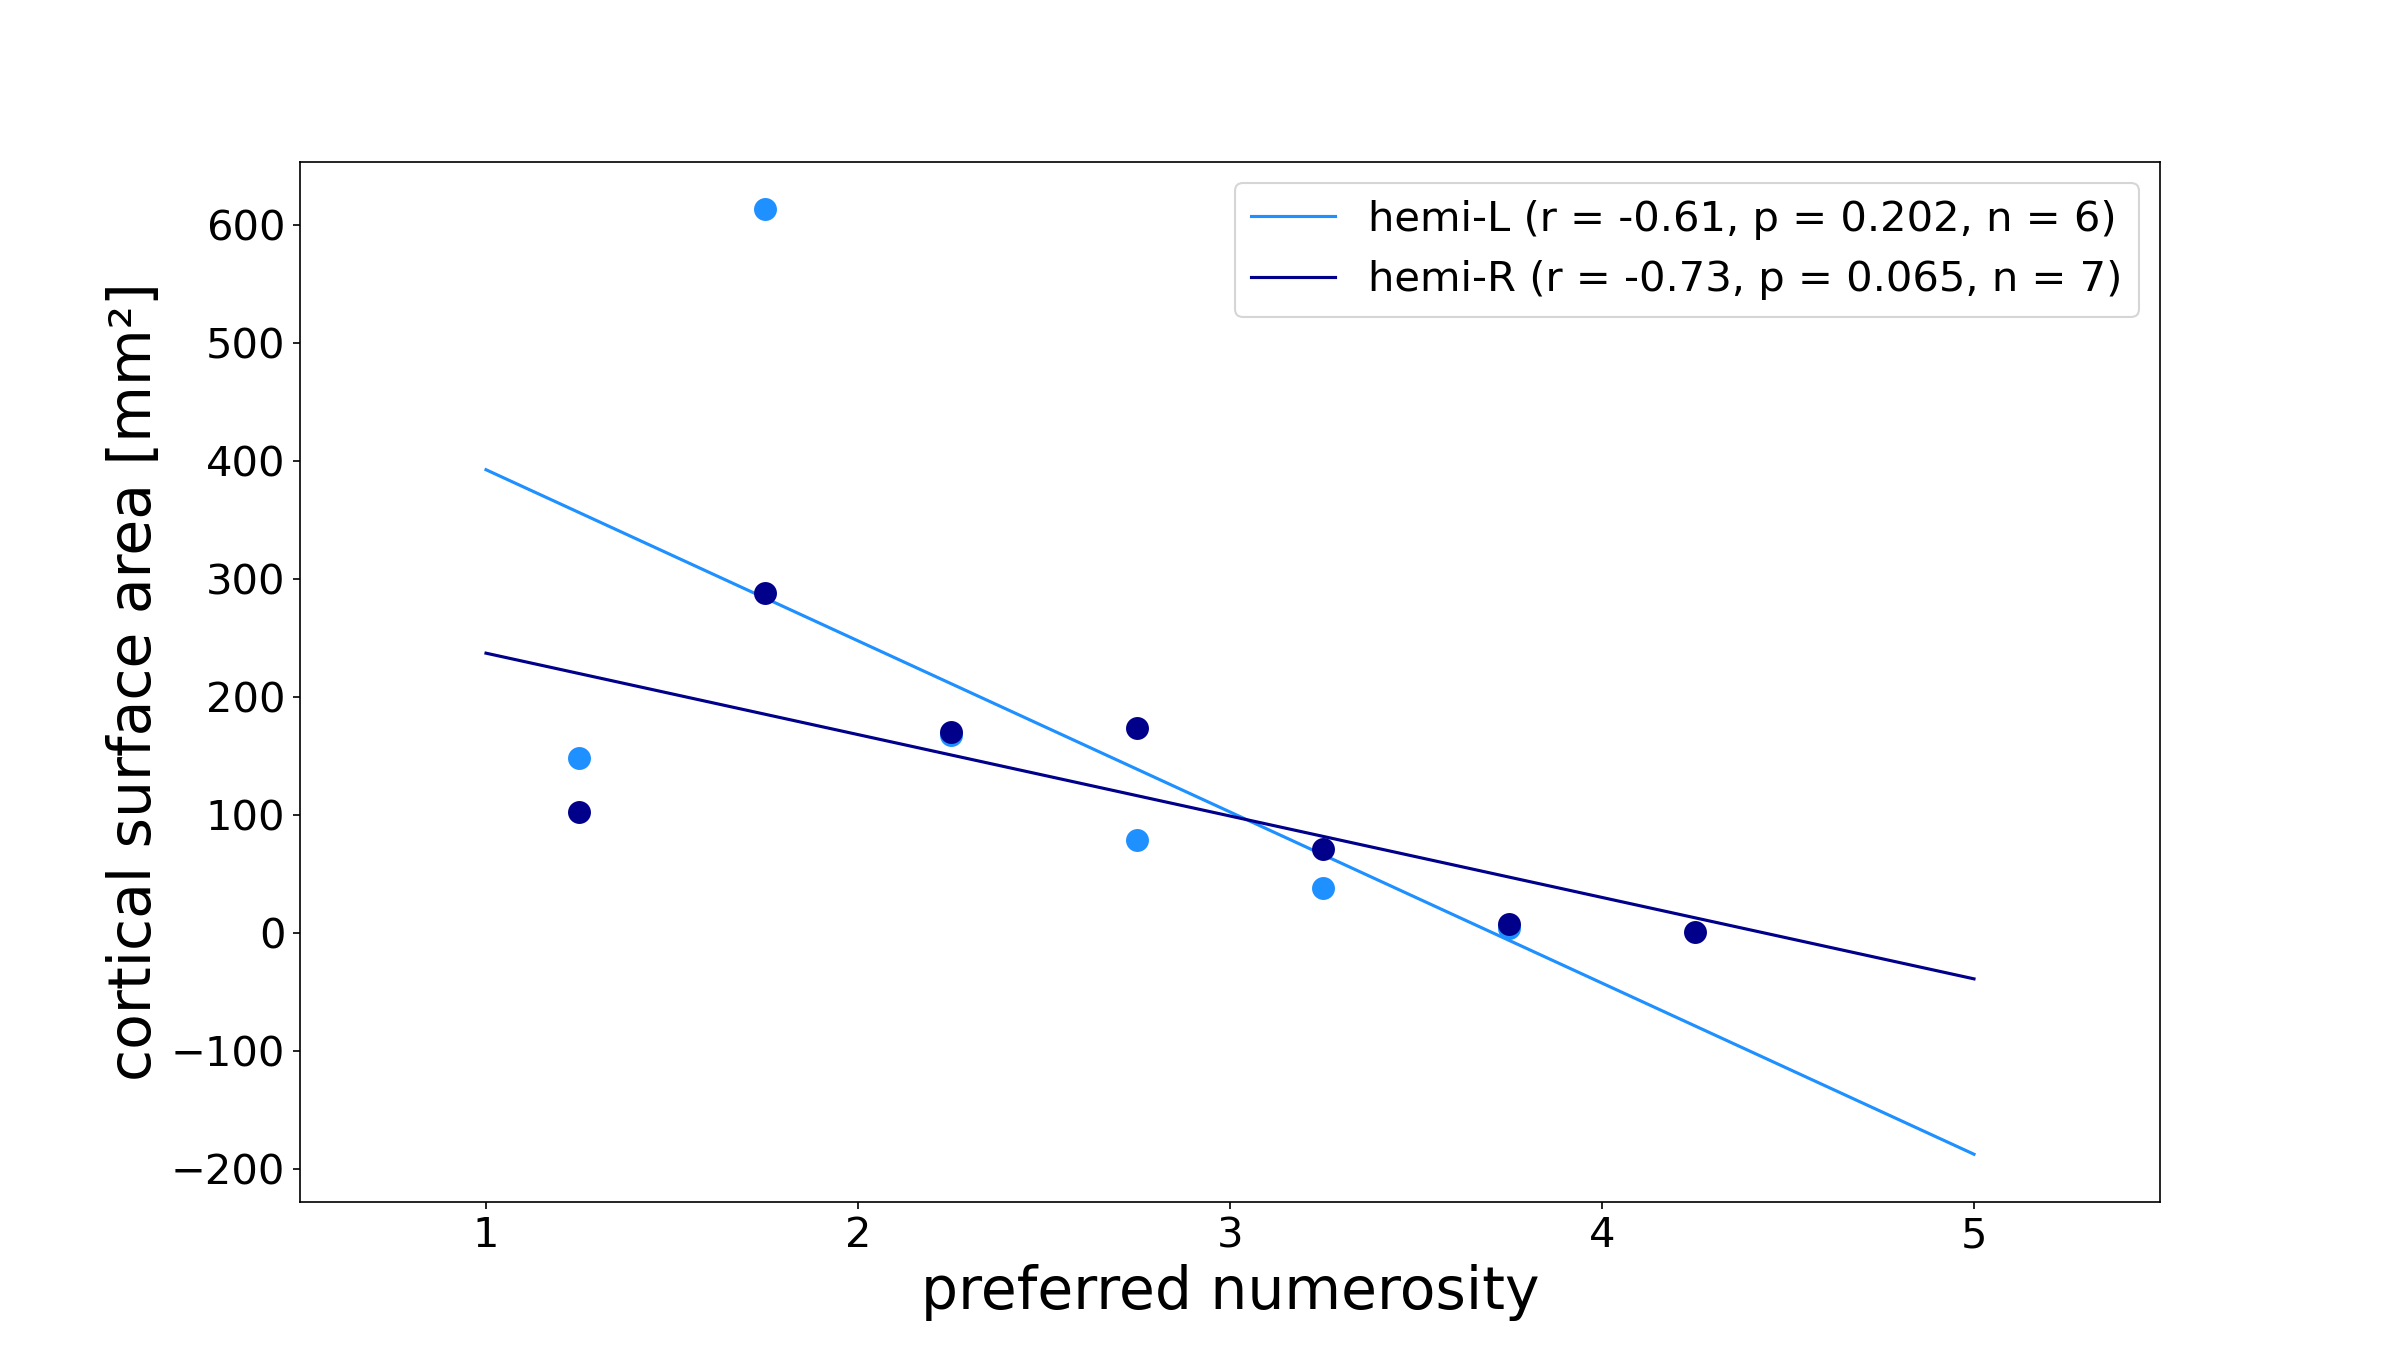 hemi-L (r = -0.61, p = 0.202, n = 6)
hemi-R (r = -0.73, p = 0.065, n = 7)
cortical surface area [mm²]
600
500
400
300
200
100
0
−100
−200
1 2 3 4 5
preferred numerosity